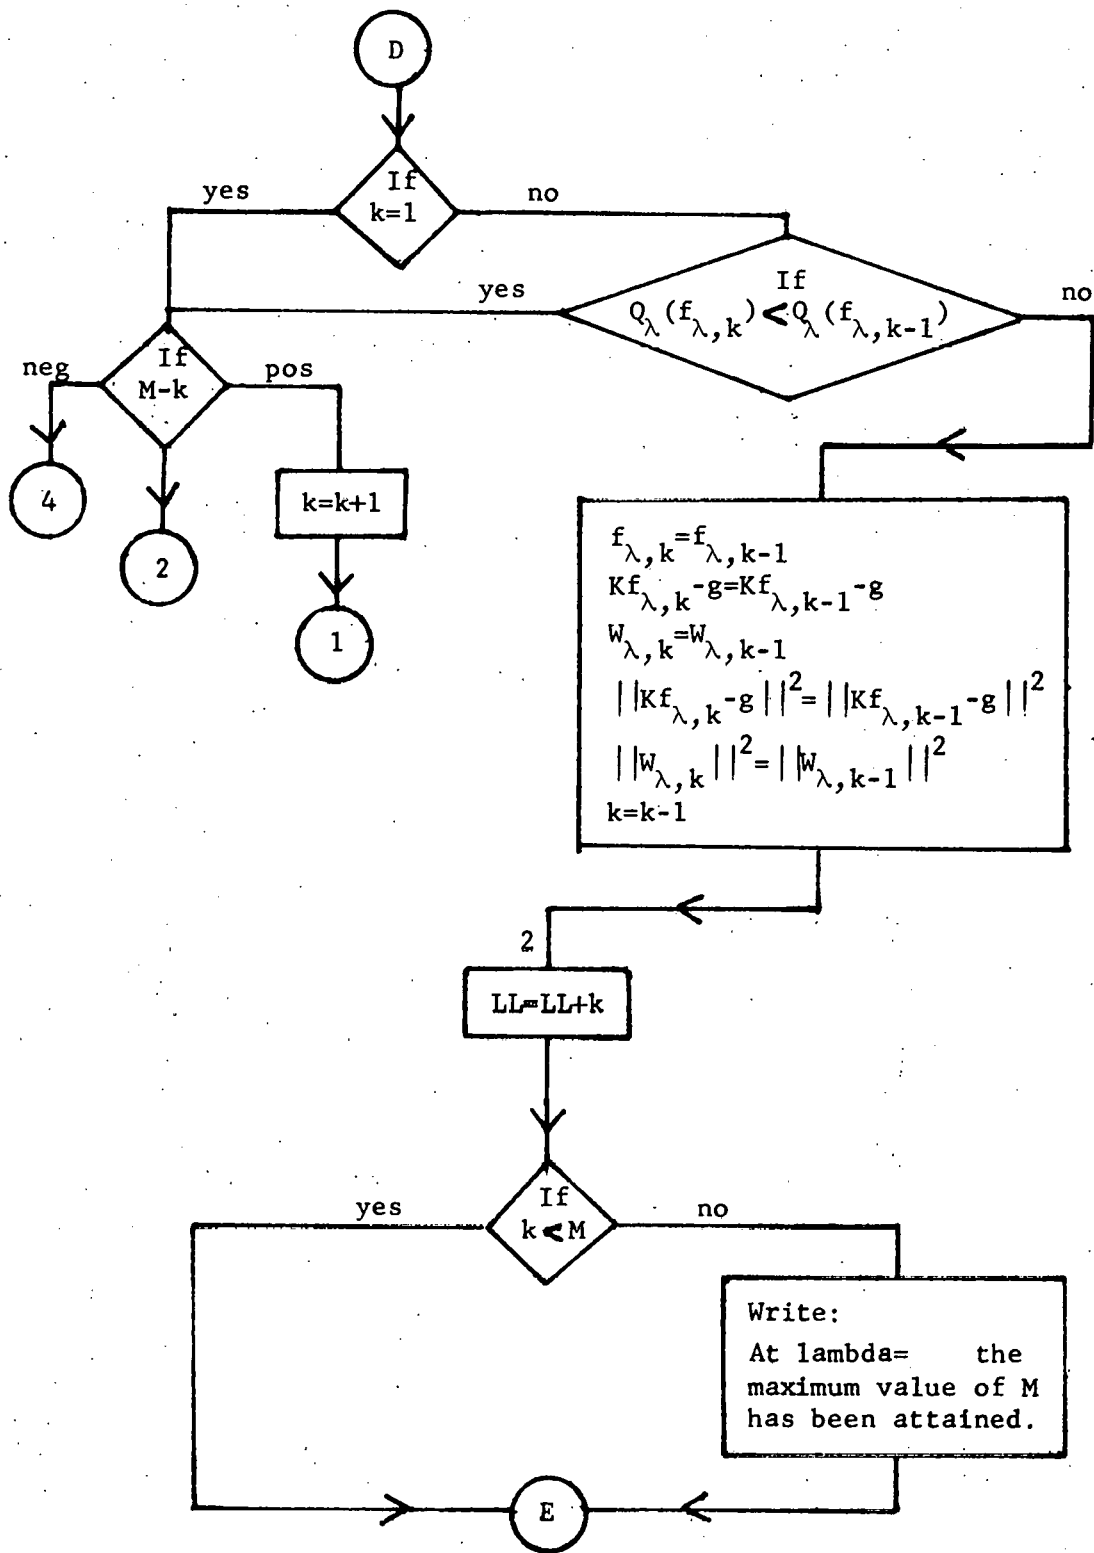 D
If
k=1
yes
no
If
Q_λ(f_λ,k) < Q_λ(f_λ,k-1)
yes
no
If
M-k
neg
pos
4
2
k=k+1
1
f_λ,k=f_λ,k-1
Kf_λ,k-g=Kf_λ,k-1-g
W_λ,k=W_λ,k-1
||Kf_λ,k-g||²=||Kf_λ,k-1-g||²
||W_λ,k||²=||W_λ,k-1||²
k=k-1
2
LL=LL+k
If
k<M
yes
no
Write:
At lambda= the
maximum value of M
has been attained.
E